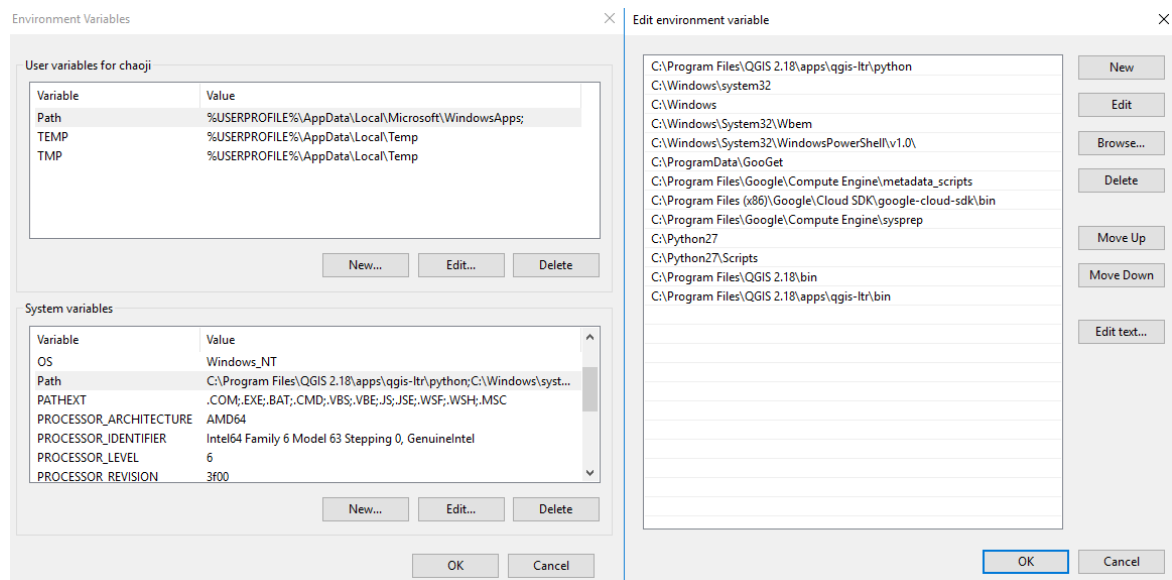 Environment Variables
User variables for chaoji
Variable Value
Path %USERPROFILE%\AppData\Local\Microsoft\WindowsApps;
TEMP %USERPROFILE%\AppData\Local\Temp
TMP %USERPROFILE%\AppData\Local\Temp
New... Edit... Delete
System variables
Variable Value
OS Windows_NT
Path C:\Program Files\QGIS 2.18\apps\qgis-ltr\python;C:\Windows\syst...
PATHEXT .COM;.EXE;.BAT;.CMD;.VBS;.VBE;.JS;.JSE;.WSF;.WSH;.MSC
PROCESSOR_ARCHITECTURE AMD64
PROCESSOR_IDENTIFIER Intel64 Family 6 Model 63 Stepping 0, GenuineIntel
PROCESSOR_LEVEL 6
PROCESSOR_REVISION 3f00
New... Edit... Delete
OK Cancel
Edit environment variable
C:\Program Files\QGIS 2.18\apps\qgis-ltr\python
C:\Windows\system32
C:\Windows
C:\Windows\System32\Wbem
C:\Windows\System32\WindowsPowerShell\v1.0\
C:\ProgramData\GooGet
C:\Program Files\Google\Compute Engine\metadata_scripts
C:\Program Files (x86)\Google\Cloud SDK\google-cloud-sdk\bin
C:\Program Files\Google\Compute Engine\sysprep
C:\Python27
C:\Python27\Scripts
C:\Program Files\QGIS 2.18\bin
C:\Program Files\QGIS 2.18\apps\qgis-ltr\bin
New
Edit
Browse...
Delete
Move Up
Move Down
Edit text...
OK Cancel